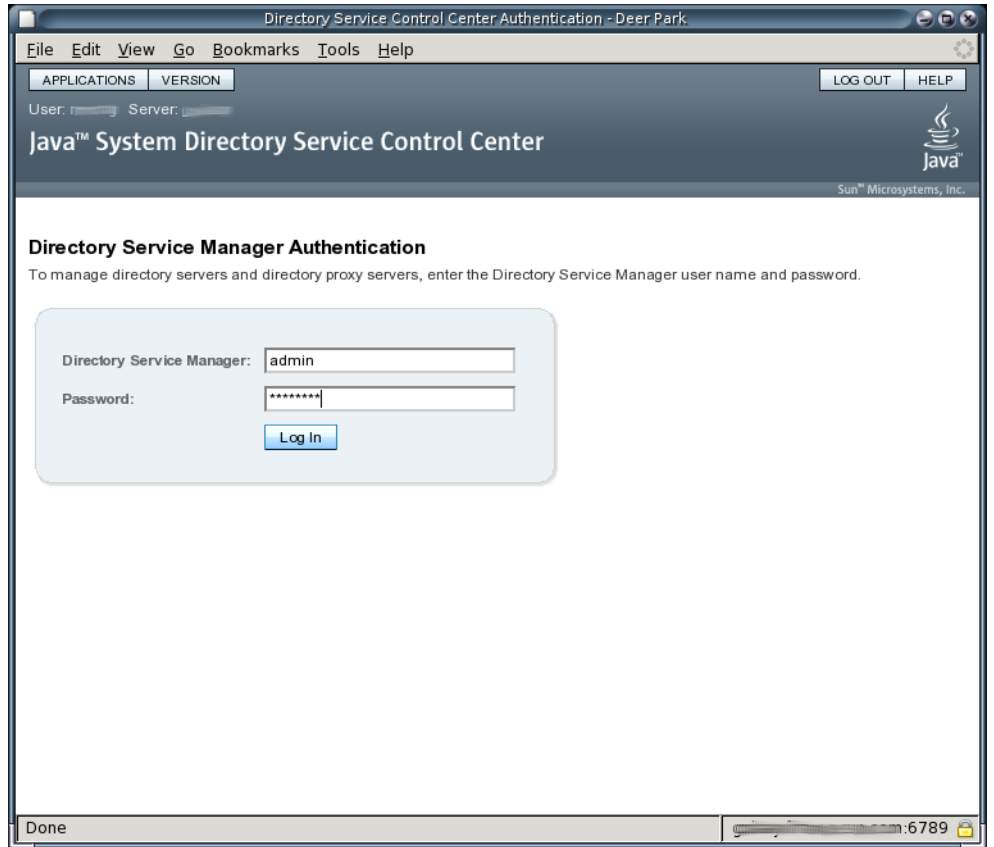 Directory Service Control Center Authentication - Deer Park
File Edit View Go Bookmarks Tools Help
APPLICATIONS VERSION LOG OUT HELP
User: Server:
Java™ System Directory Service Control Center
Java™
Sun™ Microsystems, Inc.
Directory Service Manager Authentication
To manage directory servers and directory proxy servers, enter the Directory Service Manager user name and password.
Directory Service Manager: admin
Password: ********
Log In
Done :6789